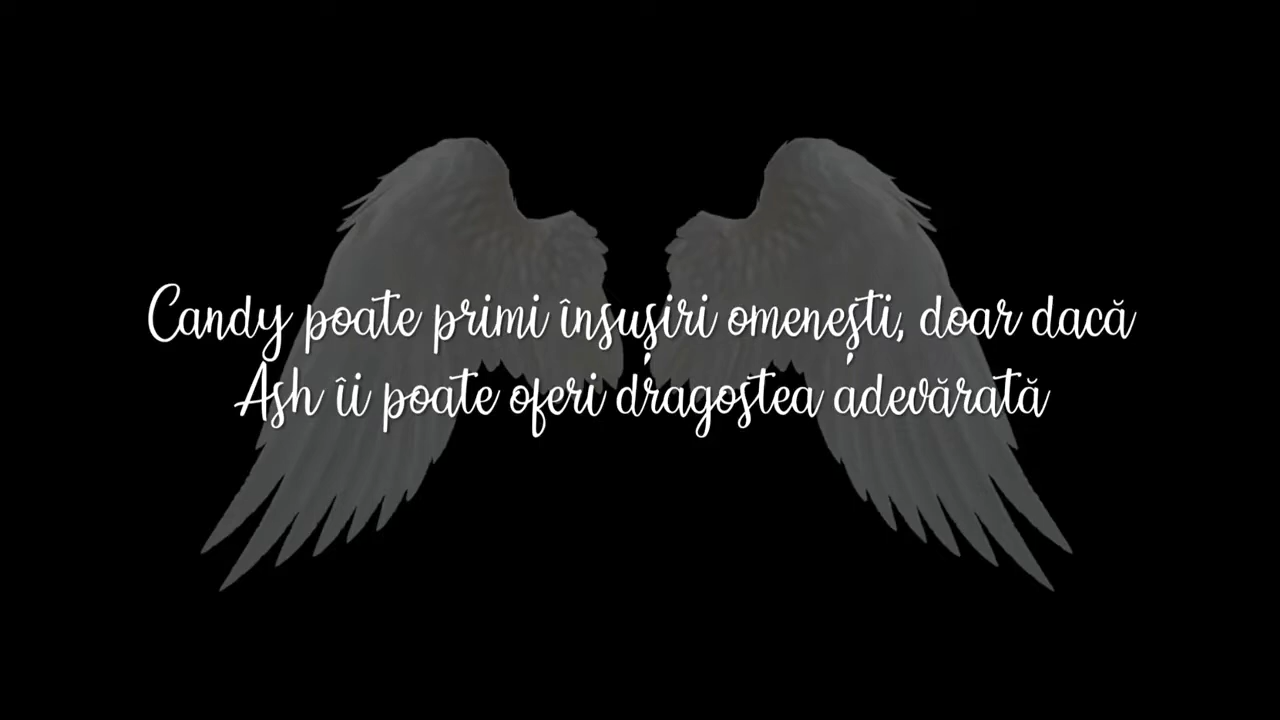 Candy poate primi însușiri omenești, doar dacă
Ash îi poate oferi dragostea adevărată